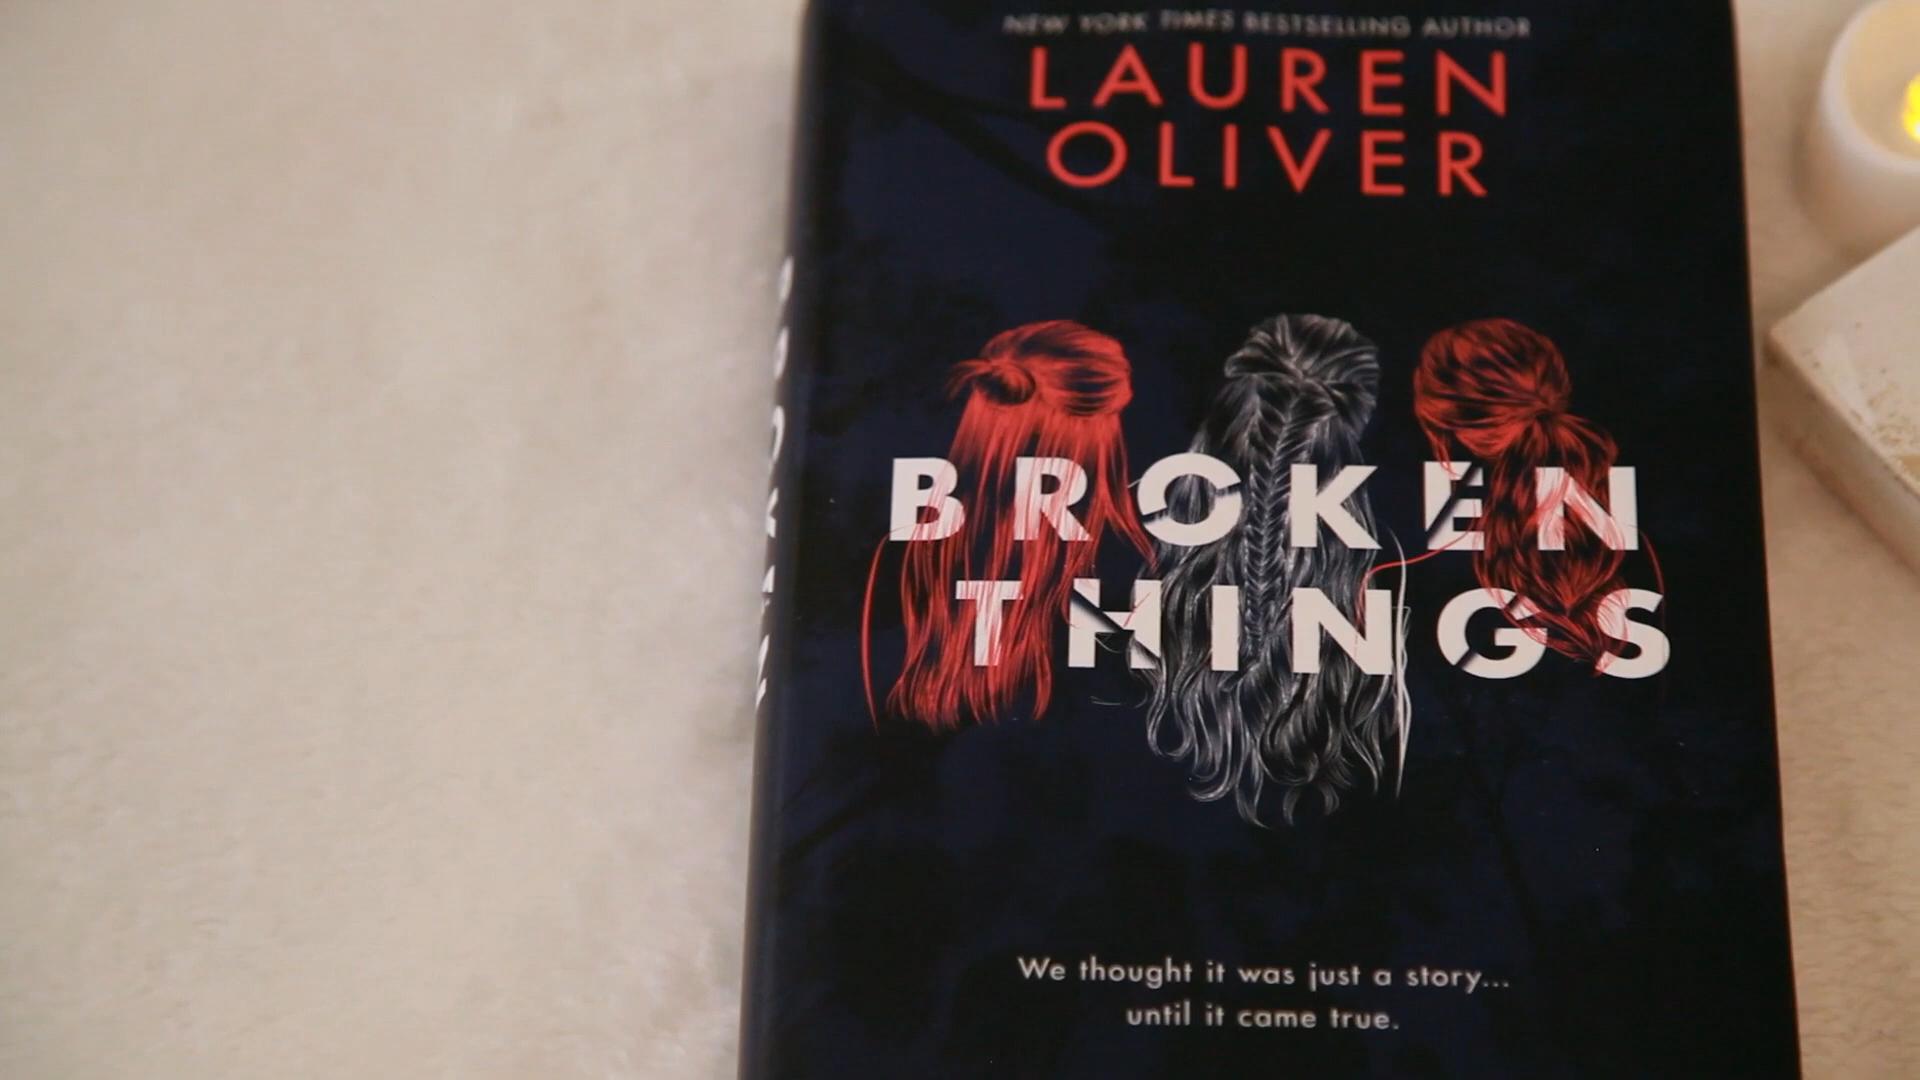 NEW YORK TIMES BESTSELLING AUTHOR
LAUREN
OLIVER
BROKEN
THINGS
We thought it was just a story...
until it came true.